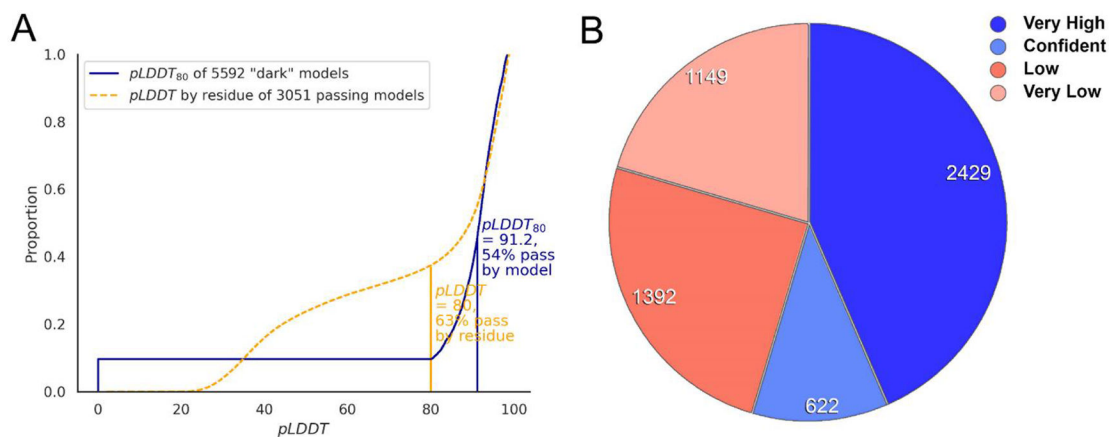 A
1.0
0.8
0.6
0.4
0.2
0.0
Proportion
pLDDT80 of 5592 "dark" models
pLDDT by residue of 3051 passing models
pLDDT80
= 91.2,
54% pass
by model
pLDDT
= 80,
63% pass
by residue
0
20
40
60
80
100
pLDDT
B
1149
2429
1392
622
Very High
Confident
Low
Very Low